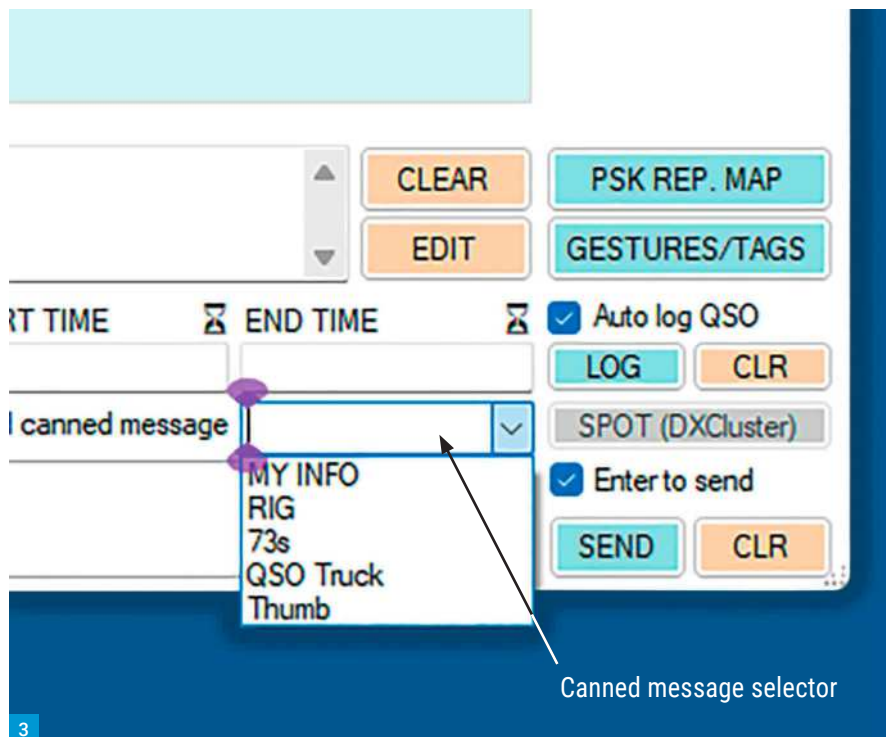 CLEAR
PSK REP. MAP
EDIT
GESTURES/TAGS
RT TIME
END TIME
Auto log QSO
LOG
CLR
canned message
SPOT (DXCluster)
MY INFO
Enter to send
RIG
73s
SEND
CLR
QSO Truck
Thumb
Canned message selector
3